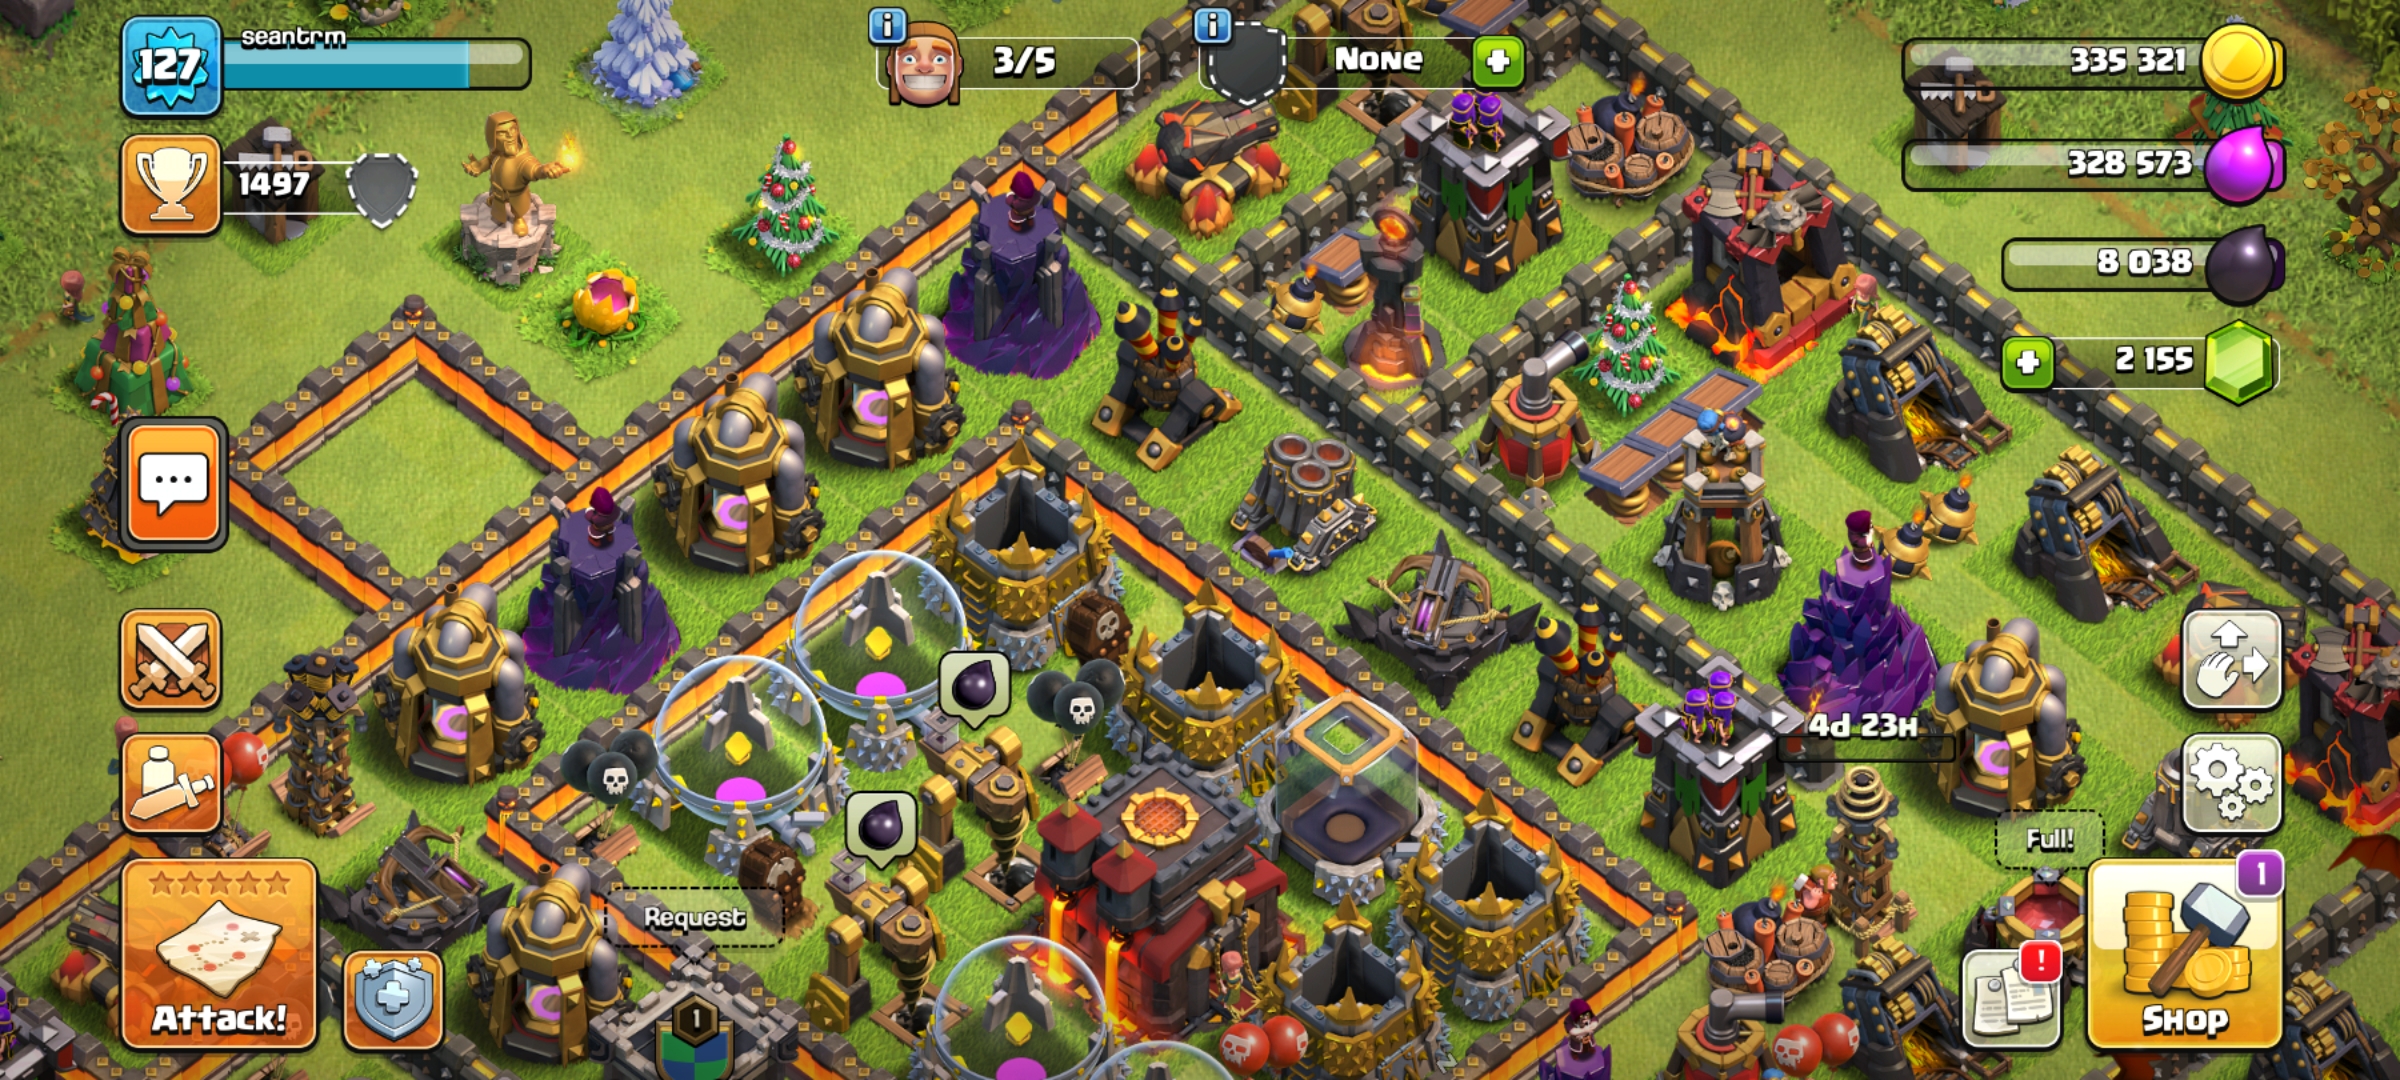 127
seantrm
i
3/5
i
None
335 321
1497
328 573
8 038
2 155
4d 23h
Full!
Request
1
!
1
Attack!
Shop